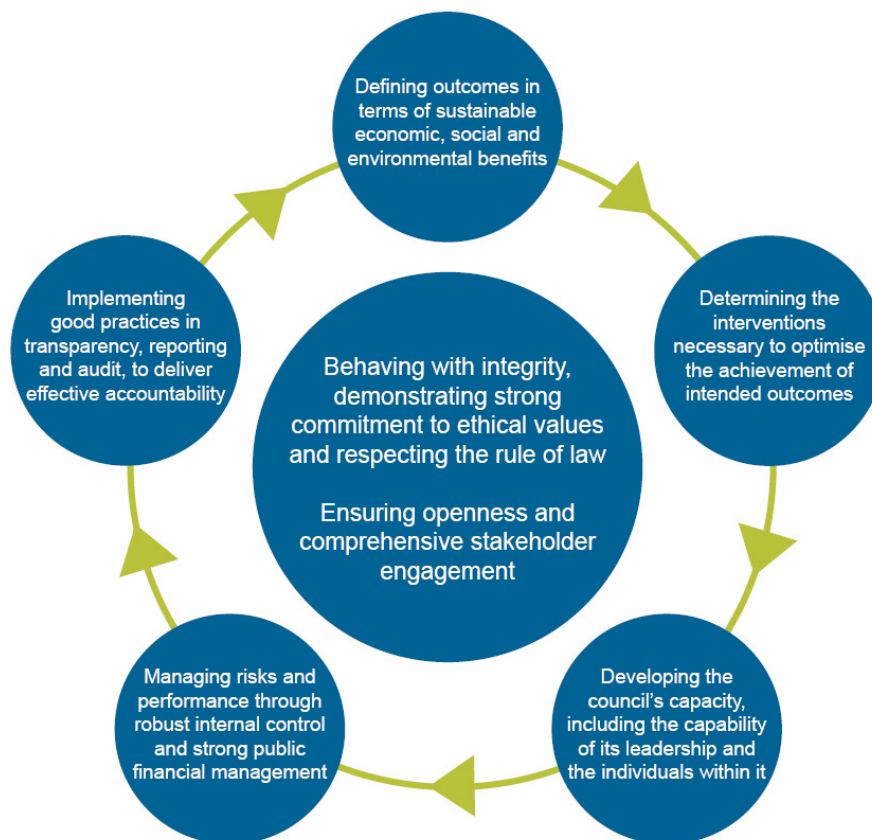 Defining outcomes in
terms of sustainable
economic, social and
environmental benefits
Implementing
good practices in
transparency, reporting
and audit, to deliver
effective accountability
Determining the
interventions
necessary to optimise
the achievement of
intended outcomes
Behaving with integrity,
demonstrating strong
commitment to ethical values
and respecting the rule of law
Ensuring openness and
comprehensive stakeholder
engagement
Managing risks and
performance through
robust internal control
and strong public
financial management
Developing the
council's capacity,
including the capability
of its leadership and
the individuals within it